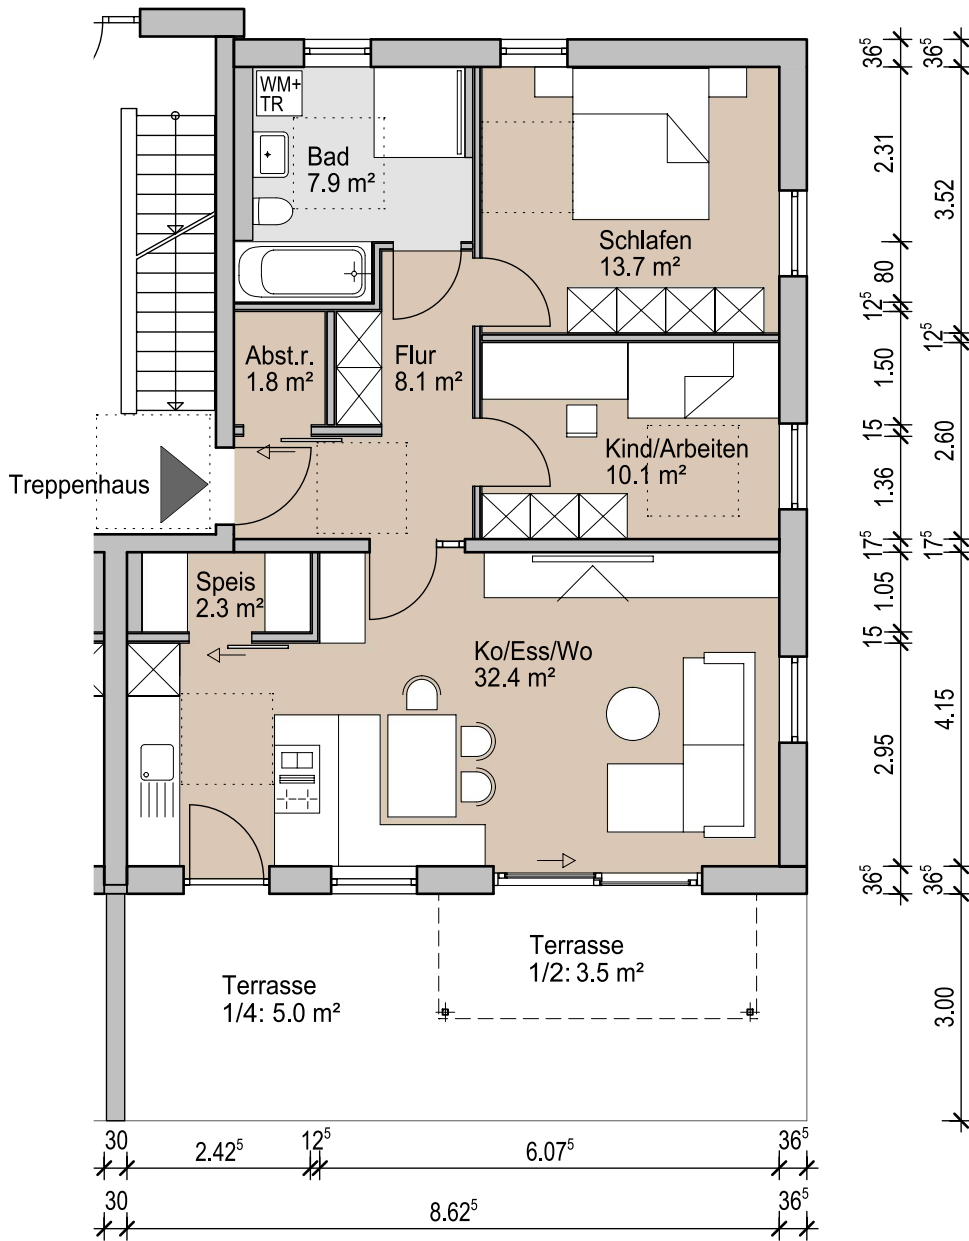 WM+
TR
Bad
7.9 m²
Schlafen
13.7 m²
Abst.r.
1.8 m²
Flur
8.1 m²
Kind/Arbeiten
10.1 m²
Treppenhaus
Speis
2.3 m²
Ko/Ess/Wo
32.4 m²
Terrasse
1/2: 3.5 m²
Terrasse
1/4: 5.0 m²
36⁵
2.31
80
12⁵
1.50
15
1.36
17⁵
1.05
15
2.95
36⁵
36⁵
3.52
12⁵
2.60
17⁵
4.15
36⁵
3.00
30
2.42⁵
12⁵
6.07⁵
36⁵
30
8.62⁵
36⁵